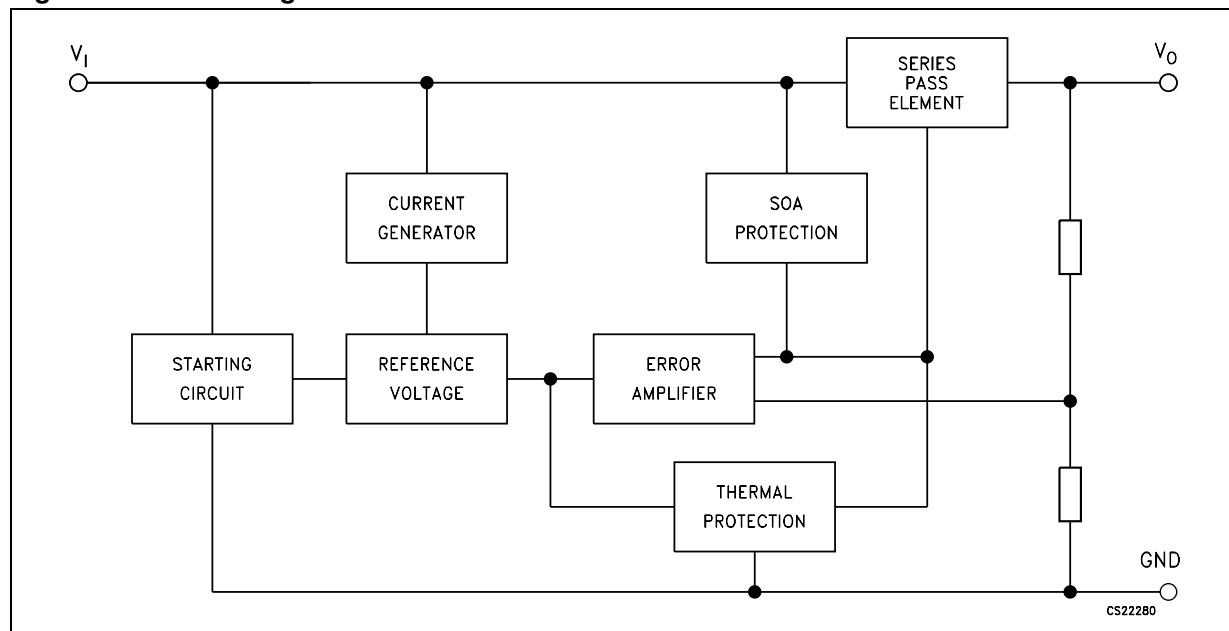 V_I
V_O
SERIES
PASS
ELEMENT
CURRENT
GENERATOR
SOA
PROTECTION
STARTING
CIRCUIT
REFERENCE
VOLTAGE
ERROR
AMPLIFIER
THERMAL
PROTECTION
GND
CS22280